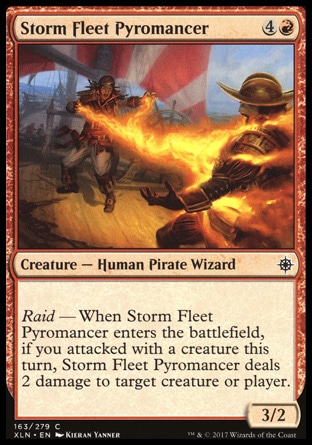 Storm Fleet Pyromancer 4
Creature — Human Pirate Wizard
Raid — When Storm Fleet
Pyromancer enters the battlefield,
if you attacked with a creature this
turn, Storm Fleet Pyromancer deals
2 damage to target creature or player.
3/2
163/279 C
XLN • EN Kieran Yanner
™ & © 2017 Wizards of the Coast